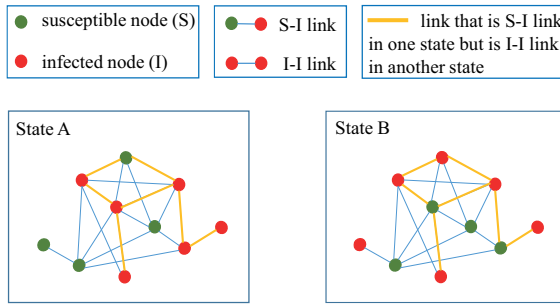 susceptible node (S)
infected node (I)
S-I link
I-I link
link that is S-I link
in one state but is I-I link
in another state
State A
State B